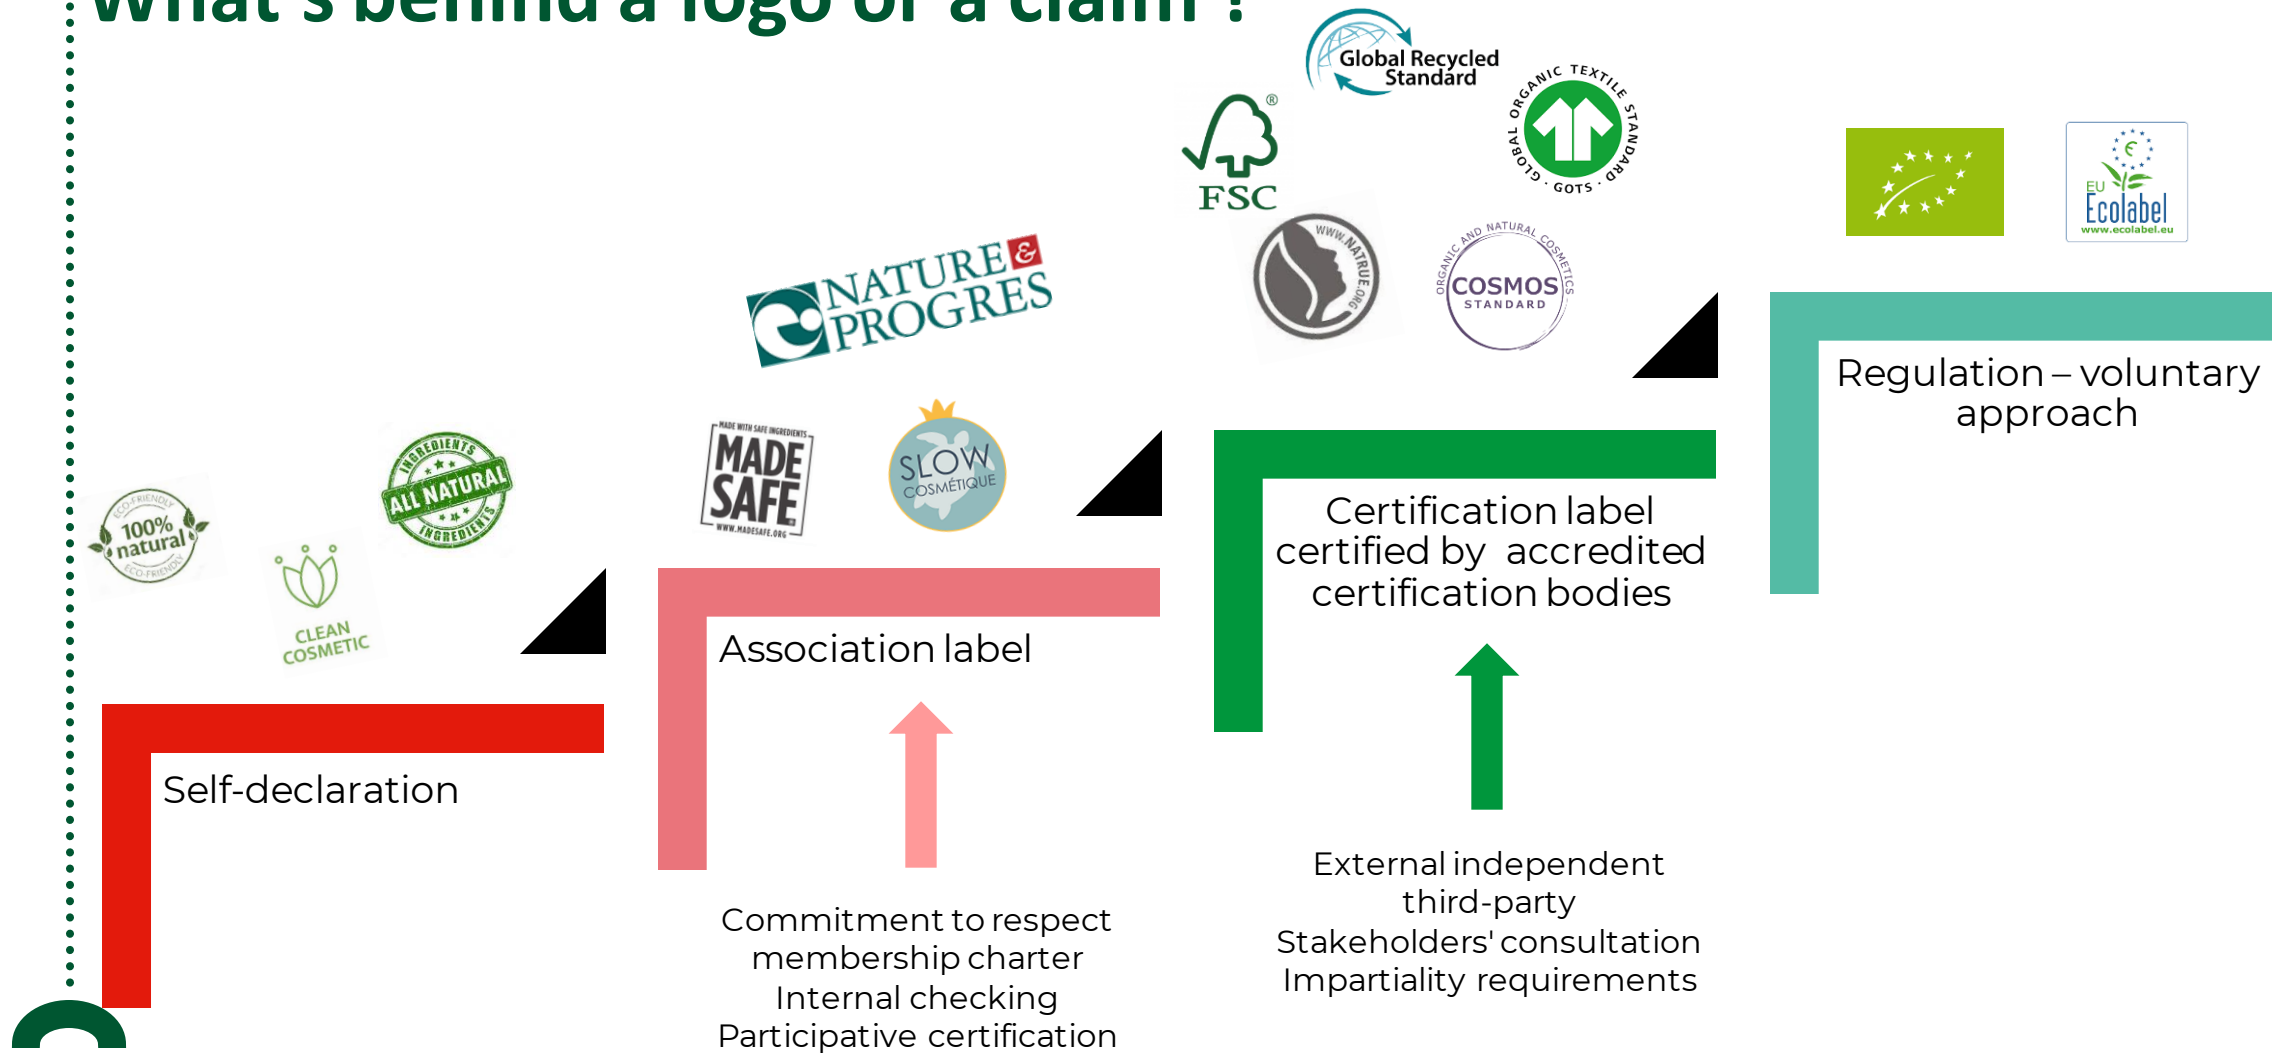 What's behind a logo or a claim ?
Global Recycled
Standard
GLOBAL ORGANIC TEXTILE STANDARD · GOTS ·
®
FSC
WWW.NATRUE.ORG
ORGANIC AND NATURAL COSMETICS
COSMOS
STANDARD
EU
Ecolabel
www.ecolabel.eu
NATURE &
PROGRES
Regulation – voluntary
approach
MADE WITH SAFE INGREDIENTS
MADE
SAFE®
WWW.MADESAFE.ORG
SLOW
COSMÉTIQUE
INGREDIENTS
ALL NATURAL
INGREDIENTS
ECO-FRIENDLY
100%
natural
ECO-FRIENDLY
CLEAN
COSMETIC
Certification label
certified by accredited
certification bodies
Association label
Self-declaration
External independent
third-party
Stakeholders' consultation
Impartiality requirements
Commitment to respect
membership charter
Internal checking
Participative certification